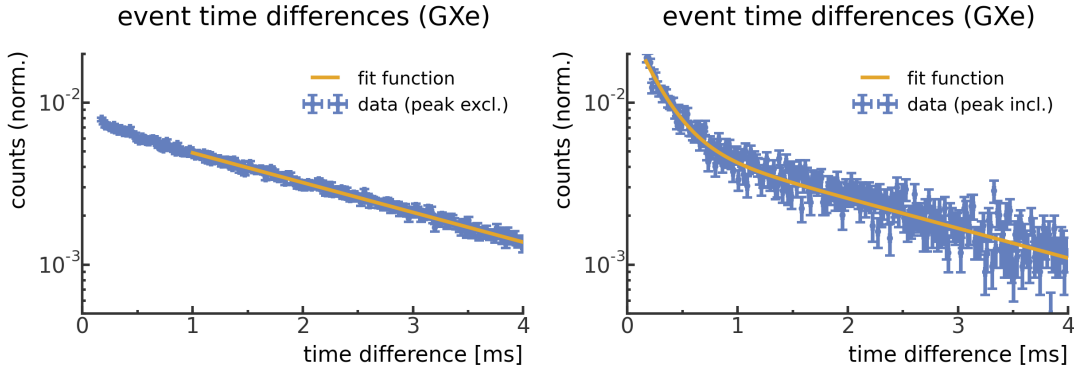 event time differences (GXe)
counts (norm.)
10⁻²
10⁻³
fit function
data (peak excl.)
0 1 2 3 4
time difference [ms]
event time differences (GXe)
counts (norm.)
10⁻²
10⁻³
fit function
data (peak incl.)
0 1 2 3 4
time difference [ms]